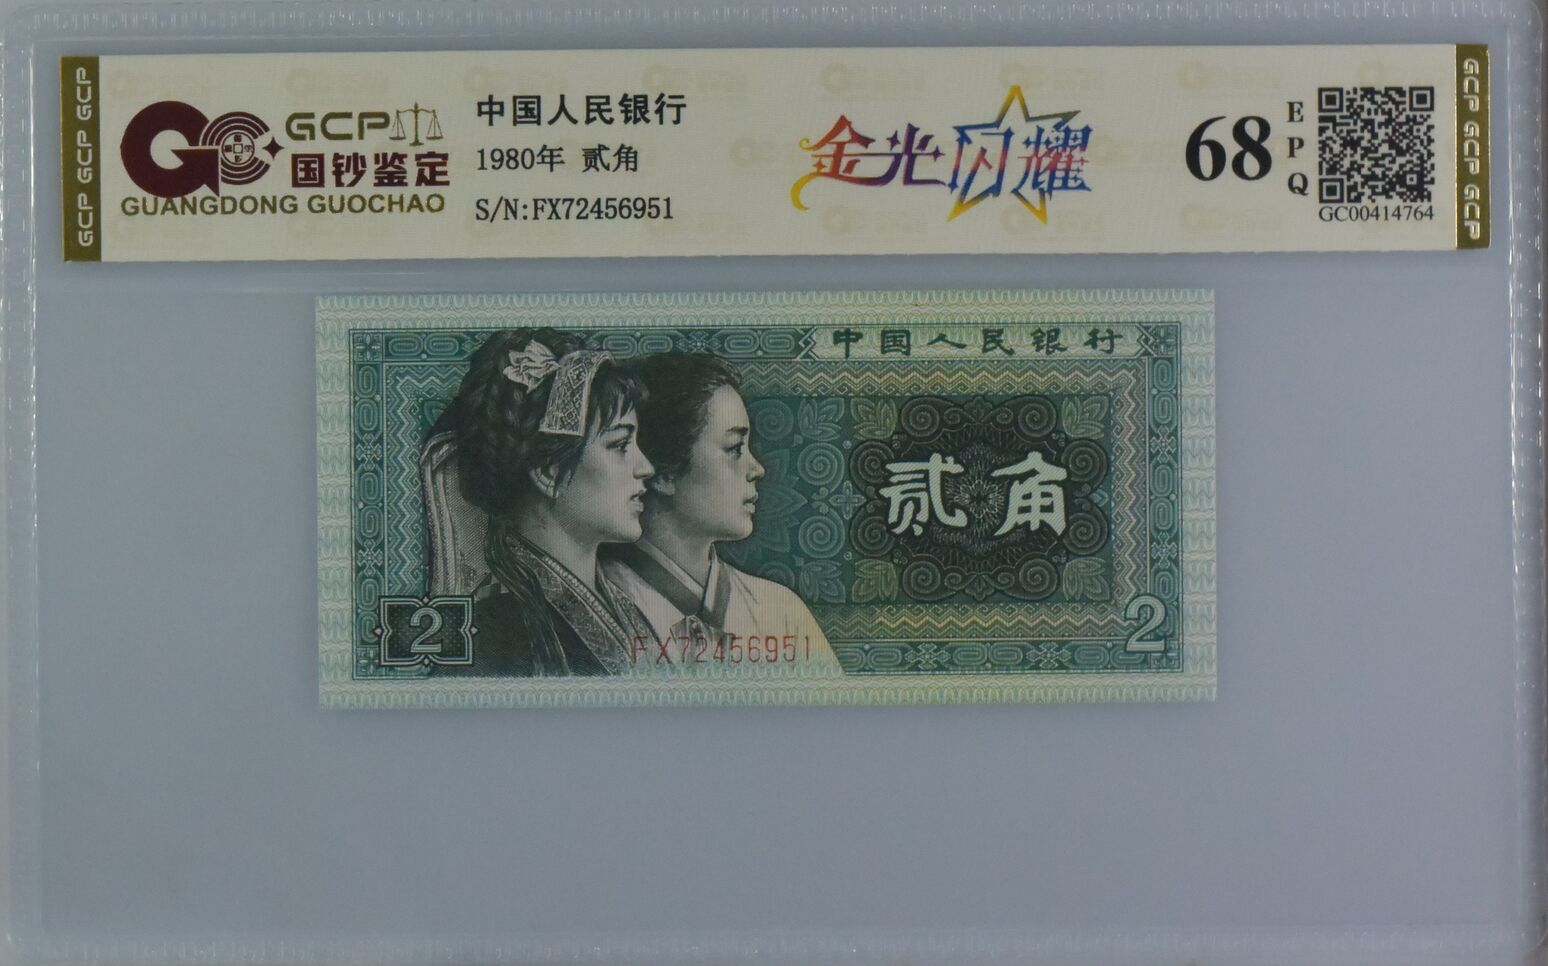 GCP GCP GCP
GCP
国钞鉴定
GUANGDONG GUOCHAO
中国人民银行
1980年 贰角
S/N:FX72456951
金光闪耀
68
EPQ
GC00414764
GCP GCP GCP
中国人民银行
贰角
2
2
FX72456951